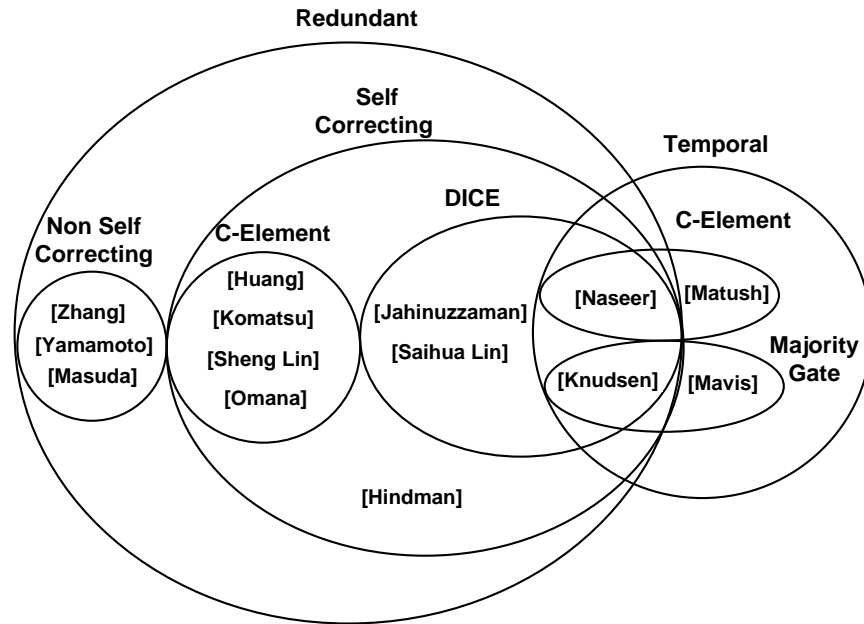 Redundant
Self
Correcting
Temporal
DICE
Non Self
Correcting
C-Element
C-Element
[Huang]
[Zhang]
[Komatsu]
[Yamamoto]
[Sheng Lin]
[Masuda]
[Omana]
[Jahinuzzaman]
[Saihua Lin]
[Naseer]
[Matush]
Majority
Gate
[Knudsen]
[Mavis]
[Hindman]